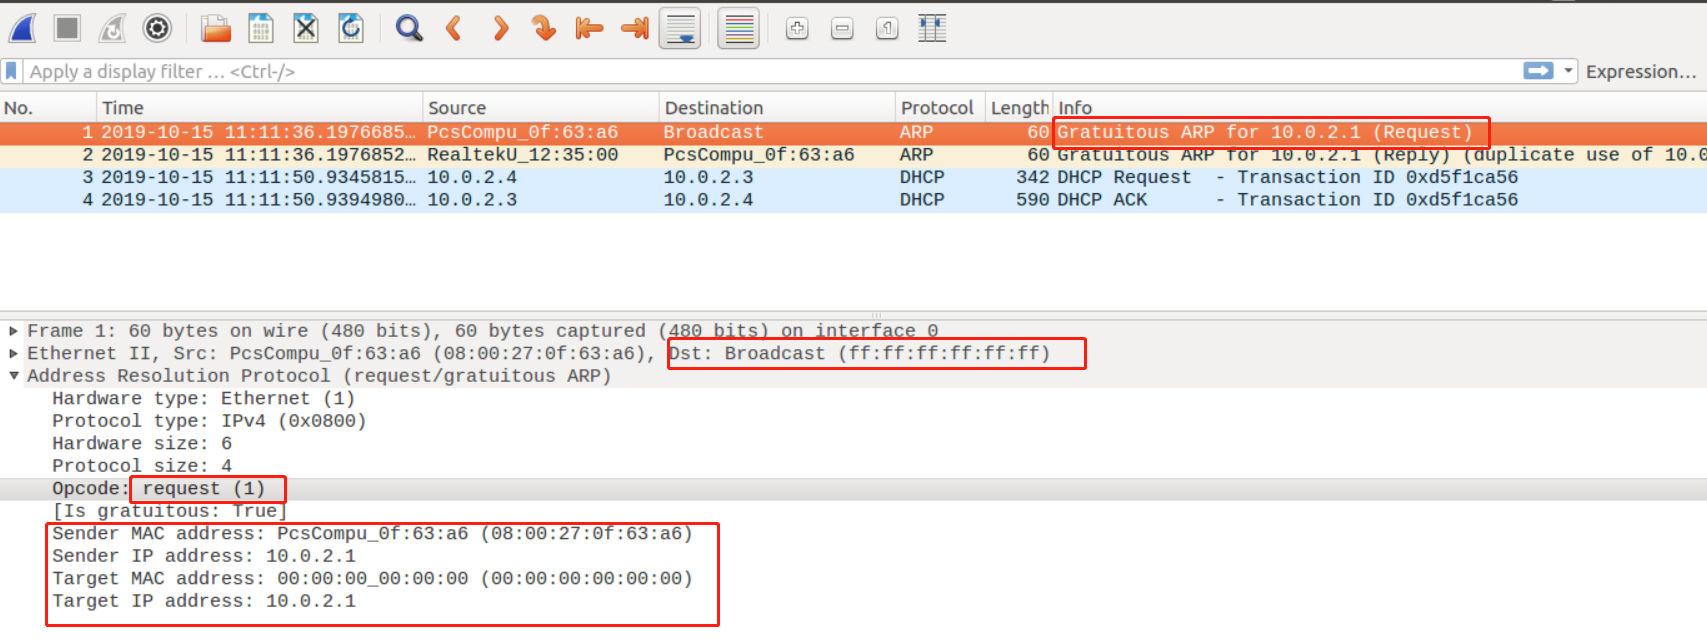 Apply a display filter … <Ctrl-/> Expression…
No. Time Source Destination Protocol Length Info
1 2019-10-15 11:11:36.1976685… PcsCompu_0f:63:a6 Broadcast ARP 60 Gratuitous ARP for 10.0.2.1 (Request)
2 2019-10-15 11:11:36.1976852… RealtekU_12:35:00 PcsCompu_0f:63:a6 ARP 60 Gratuitous ARP for 10.0.2.1 (Reply) (duplicate use of 10.0
3 2019-10-15 11:11:50.9345815… 10.0.2.4 10.0.2.3 DHCP 342 DHCP Request - Transaction ID 0xd5f1ca56
4 2019-10-15 11:11:50.9394980… 10.0.2.3 10.0.2.4 DHCP 590 DHCP ACK - Transaction ID 0xd5f1ca56
Frame 1: 60 bytes on wire (480 bits), 60 bytes captured (480 bits) on interface 0
Ethernet II, Src: PcsCompu_0f:63:a6 (08:00:27:0f:63:a6), Dst: Broadcast (ff:ff:ff:ff:ff:ff)
Address Resolution Protocol (request/gratuitous ARP)
Hardware type: Ethernet (1)
Protocol type: IPv4 (0x0800)
Hardware size: 6
Protocol size: 4
Opcode: request (1)
[Is gratuitous: True]
Sender MAC address: PcsCompu_0f:63:a6 (08:00:27:0f:63:a6)
Sender IP address: 10.0.2.1
Target MAC address: 00:00:00_00:00:00 (00:00:00:00:00:00)
Target IP address: 10.0.2.1